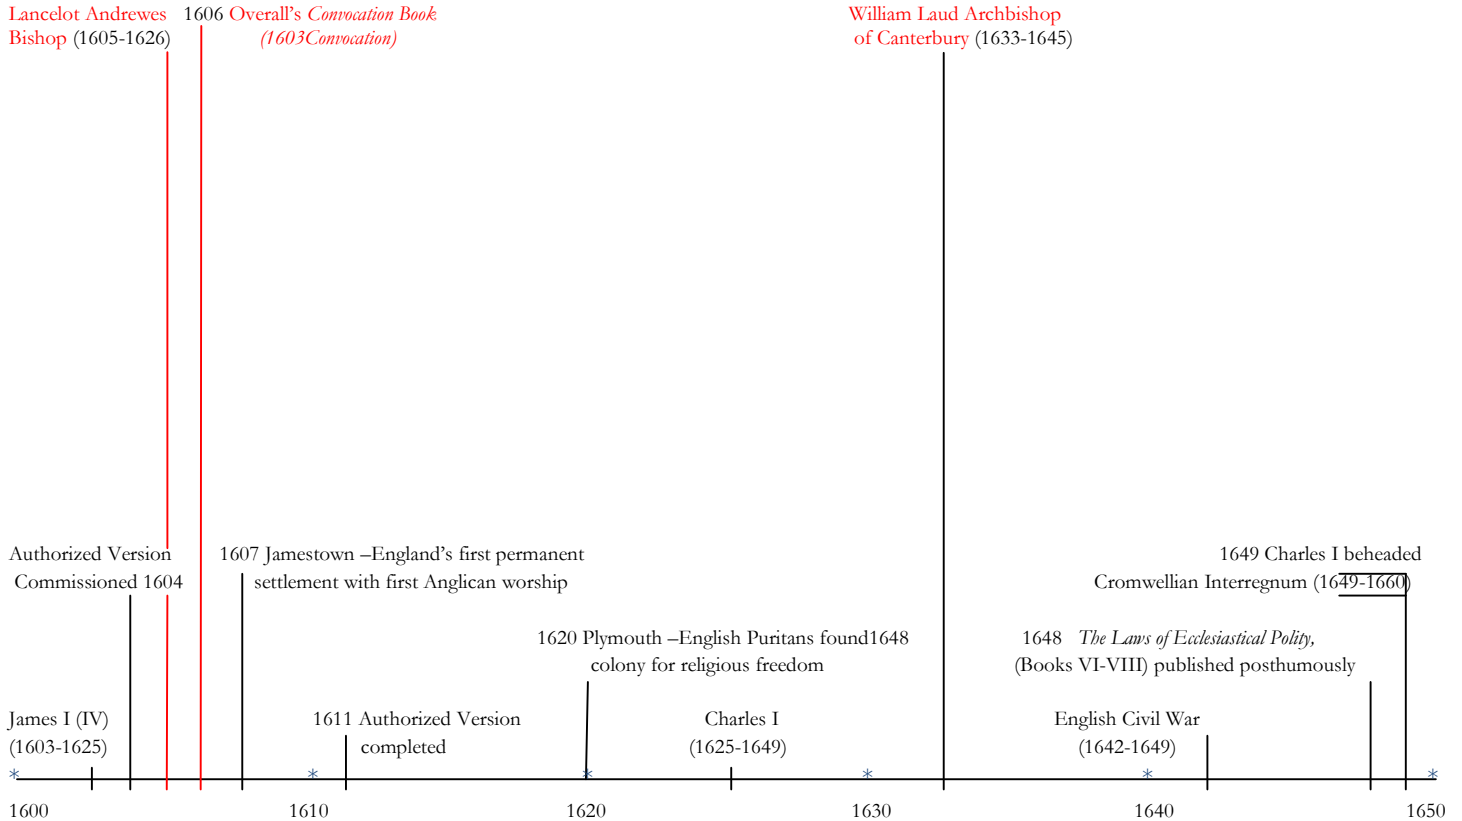 Lancelot Andrewes
Bishop (1605-1626)
1606 Overall's Convocation Book
(1603Convocation)
William Laud Archbishop
of Canterbury (1633-1645)
Authorized Version
Commissioned 1604
1607 Jamestown –England's first permanent
settlement with first Anglican worship
1649 Charles I beheaded
Cromwellian Interregnum (1649-1660)
1620 Plymouth –English Puritans found1648
colony for religious freedom
1648 The Laws of Ecclesiastical Polity,
(Books VI-VIII) published posthumously
James I (IV)
(1603-1625)
1611 Authorized Version
completed
Charles I
(1625-1649)
English Civil War
(1642-1649)
* * * * * *
1600 1610 1620 1630 1640 1650